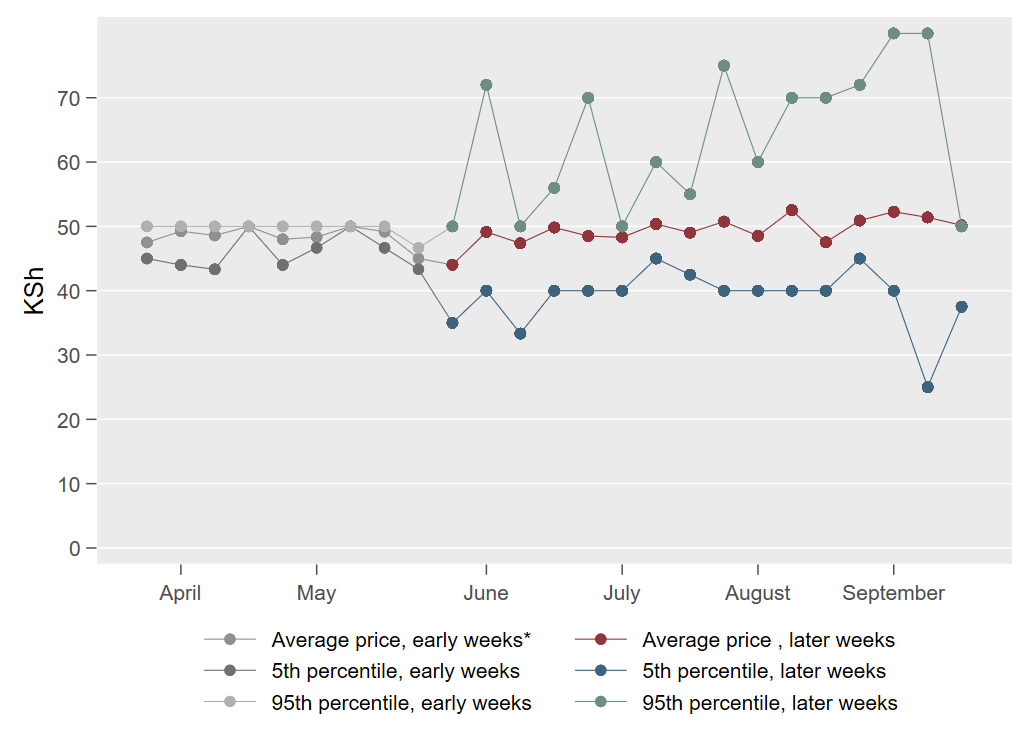 KSh
70
60
50
40
30
20
10
0
April May June July August September
Average price, early weeks* Average price , later weeks
5th percentile, early weeks 5th percentile, later weeks
95th percentile, early weeks 95th percentile, later weeks